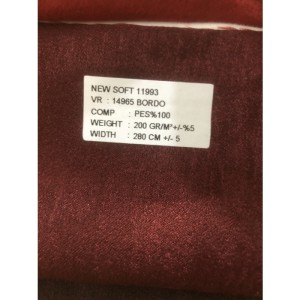 NEW SOFT 11993
VR : 14965 BORDO
COMP : PES%100
WEIGHT : 200 GR/M²+/-%5
WIDTH : 280 CM +/- 5